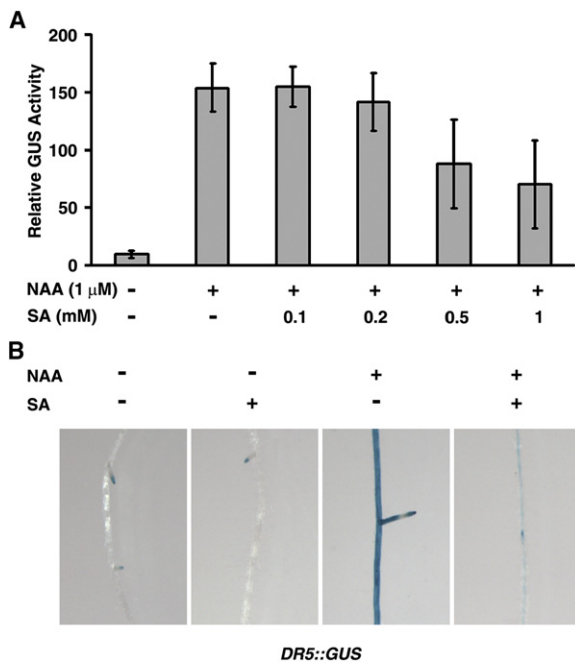 A
200
150
100
50
0
Relative GUS Activity
NAA (1 μM) - + + + + +
SA (mM) - - 0.1 0.2 0.5 1
B
NAA - - + +
SA - + - +
DR5::GUS